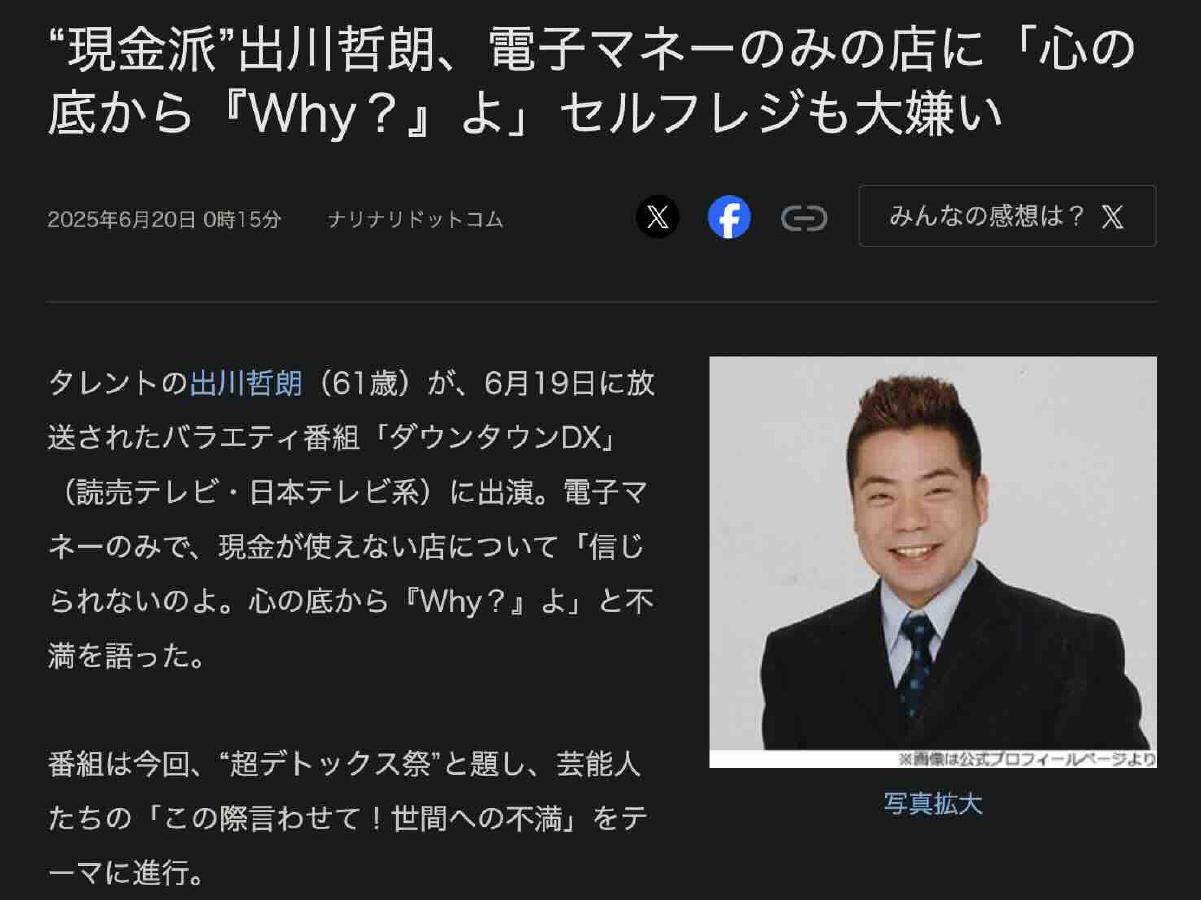 “現金派”出川哲朗、電子マネーのみの店に「心の
底から『Why？』よ」セルフレジも大嫌い
2025年6月20日 0時15分 ナリナリドットコム
みんなの感想は？
タレントの出川哲朗（61歳）が、6月19日に放
送されたバラエティ番組「ダウンタウンDX」
（読売テレビ・日本テレビ系）に出演。電子マ
ネーのみで、現金が使えない店について「信じ
られないのよ。心の底から『Why？』よ」と不
満を語った。
番組は今回、“超デトックス祭”と題し、芸能人
たちの「この際言わせて！世間への不満」をテ
ーマに進行。
※画像は公式プロフィールページより
写真拡大